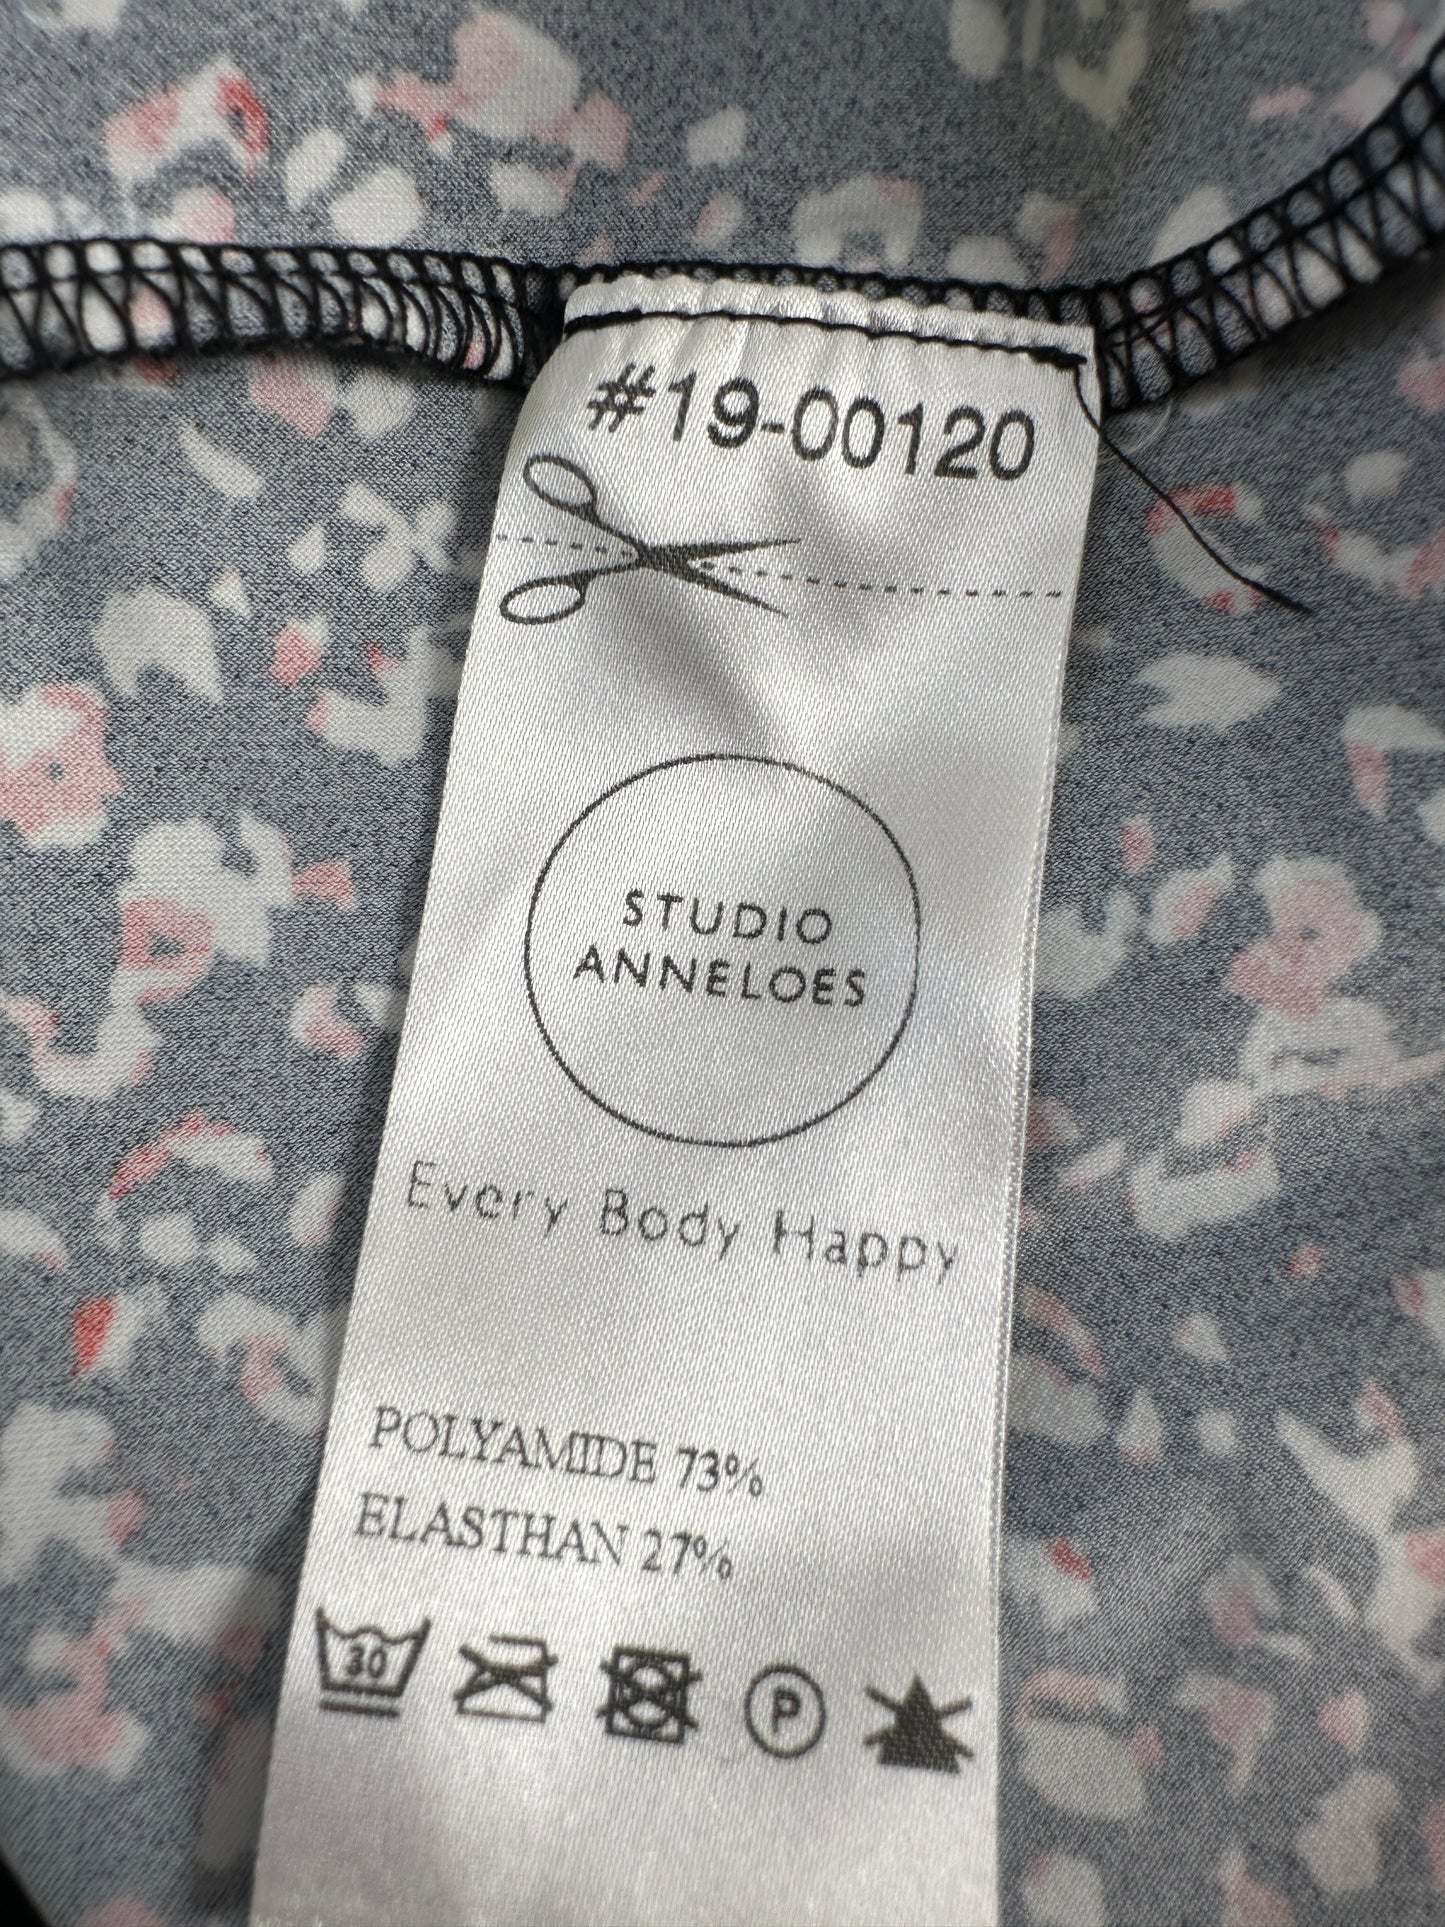 #19-00120
STUDIO
ANNELOES
Every Body Happy
POLYAMIDE 73%
ELASTHAN 27%
30 P